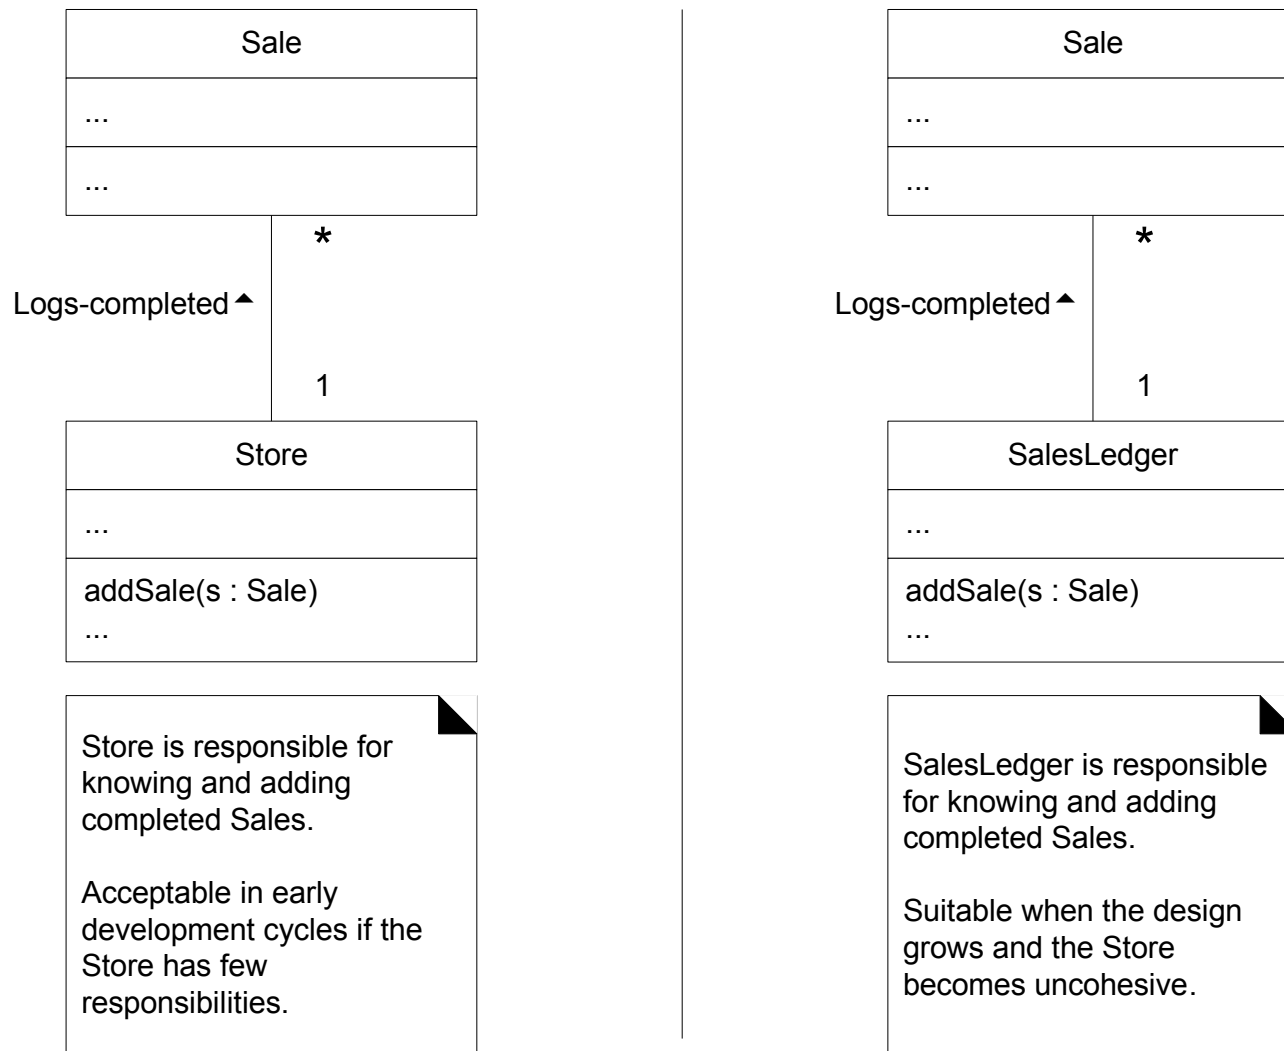 Sale
...
...
*
Logs-completed
1
Store
...
addSale(s : Sale)
...
Store is responsible for
knowing and adding
completed Sales.
Acceptable in early
development cycles if the
Store has few
responsibilities.
Sale
...
...
*
Logs-completed
1
SalesLedger
...
addSale(s : Sale)
...
SalesLedger is responsible
for knowing and adding
completed Sales.
Suitable when the design
grows and the Store
becomes uncohesive.